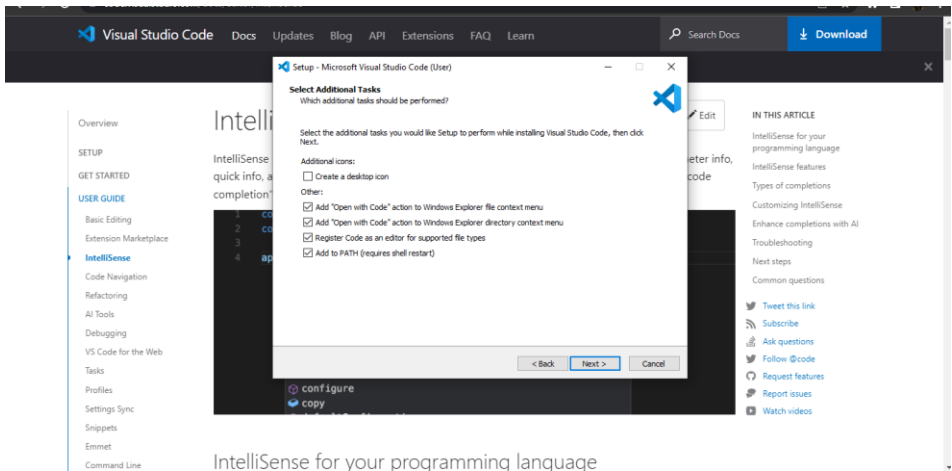 Visual Studio Code
Docs
Updates
Blog
API
Extensions
FAQ
Learn
Search Docs
Download
Overview
SETUP
GET STARTED
USER GUIDE
Basic Editing
Extension Marketplace
IntelliSense
Code Navigation
Refactoring
AI Tools
Debugging
VS Code for the Web
Tasks
Profiles
Settings Sync
Snippets
Emmet
Command Line
Intelli
Edit
IntelliSense
eter info,
quick info, a
code
completion"
1 co
2 co
3
4 ap
Setup - Microsoft Visual Studio Code (User)
Select Additional Tasks
Which additional tasks should be performed?
Select the additional tasks you would like Setup to perform while installing Visual Studio Code, then click
Next.
Additional icons:
Create a desktop icon
Other:
Add "Open with Code" action to Windows Explorer file context menu
Add "Open with Code" action to Windows Explorer directory context menu
Register Code as an editor for supported file types
Add to PATH (requires shell restart)
< Back
Next >
Cancel
configure
copy
IntelliSense for your programming language
IN THIS ARTICLE
IntelliSense for your
programming language
IntelliSense features
Types of completions
Customizing IntelliSense
Enhance completions with AI
Troubleshooting
Next steps
Common questions
Tweet this link
Subscribe
Ask questions
Follow @code
Request features
Report issues
Watch videos